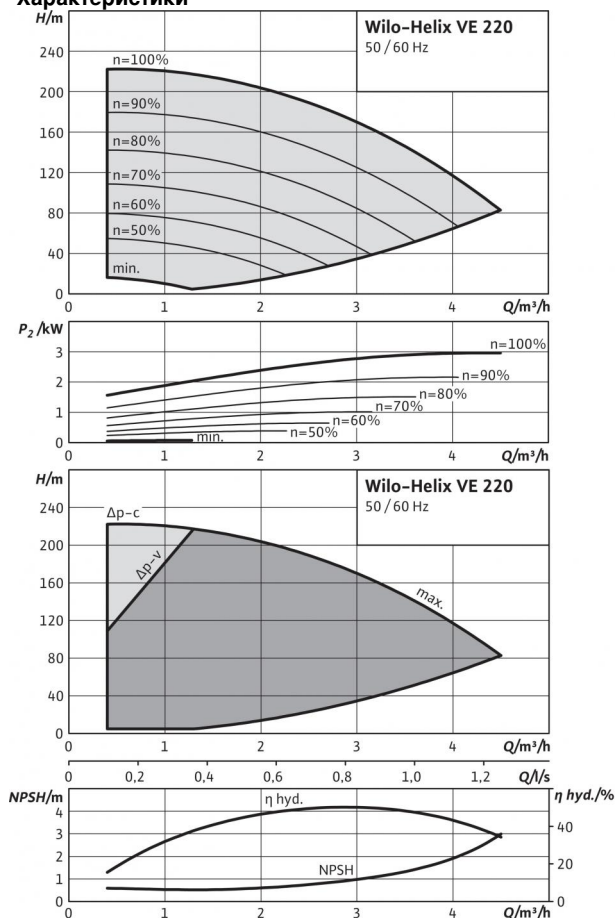 Характеристики
H/m
Wilo-Helix VE 220
50 / 60 Hz
240
200
160
120
80
40
0
n=100%
n=90%
n=80%
n=70%
n=60%
n=50%
min.
0 1 2 3 4 Q/m³/h
P₂ /kW
3
2
1
0
n=100%
n=90%
n=80%
n=70%
n=60%
n=50%
min.
0 1 2 3 4 Q/m³/h
H/m
Wilo-Helix VE 220
50 / 60 Hz
240
200
160
120
80
40
0
Δp-c
Δp-v
max.
0 1 2 3 4 Q/m³/h
0 0,2 0,4 0,6 0,8 1,0 1,2 Q/l/s
NPSH/m
η hyd./%
4
3
2
1
0
η hyd.
NPSH
40
20
0
0 1 2 3 4 Q/m³/h